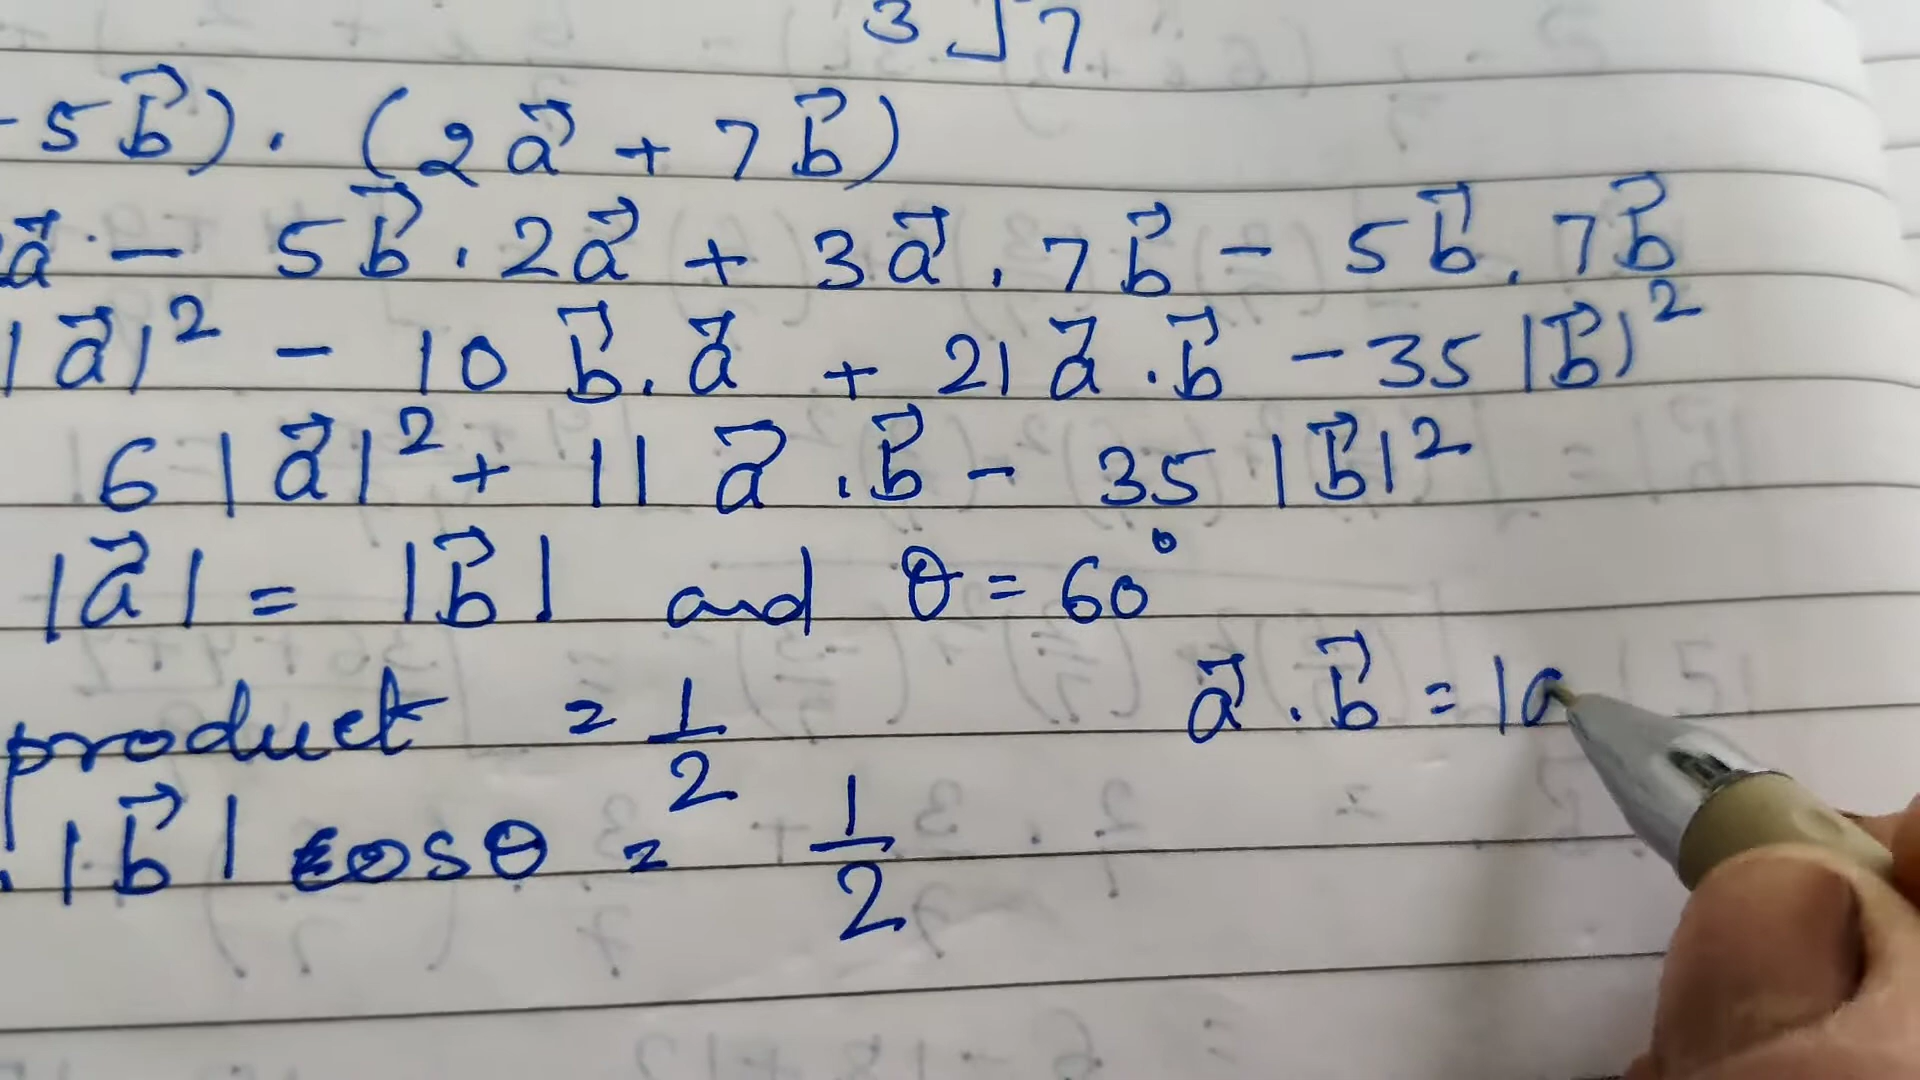 3 √7
- 5b⃗) . (2a⃗ + 7b⃗)
a⃗ . - 5b⃗ . 2a⃗ + 3a⃗ . 7b⃗ - 5b⃗ . 7b⃗
|a⃗|² - 10 b⃗ . a⃗ + 21 a⃗ . b⃗ - 35 |b⃗|²
6 |a⃗|² + 11 a⃗ . b⃗ - 35 |b⃗|²
|a⃗| = |b⃗| and θ = 60°
product = 1/2 a⃗ . b⃗ = |a
. |b⃗| cosθ = 1/2